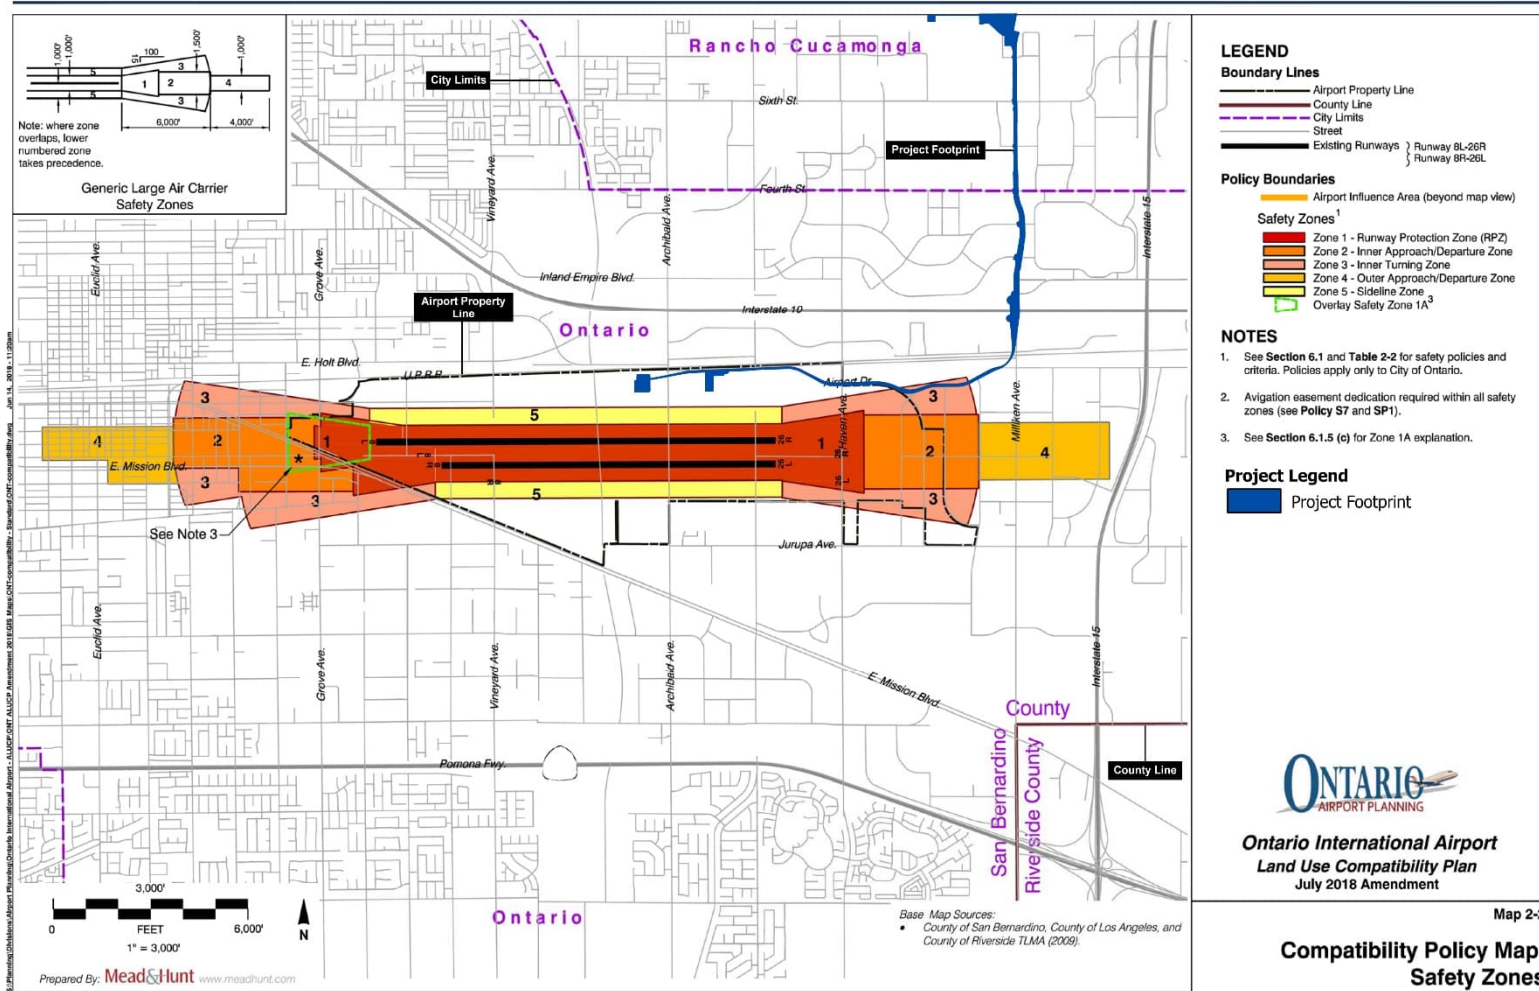 1,000'
1,000'
15
100
1,500'
1,000'
5
3
1
2
4
5
3
6,000'
4,000'
Note: where zone
overlaps, lower
numbered zone
takes precedence.
Generic Large Air Carrier
Safety Zones
Rancho Cucamonga
City Limits
Sixth St.
Project Footprint
Vineyard Ave.
Fourth St.
Archibald Ave.
Interstate 15
Euclid Ave.
Grove Ave.
Inland Empire Blvd.
Airport Property
Line
Interstate 10
Ontario
E. Holt Blvd.
U.P.R.R.
Airport Dr.
Milliken Ave.
Haven Ave.
3
5
3
4
2
1
1
2
4
E. Mission Blvd.
*
3
3
5
3
See Note 3
8
L
26
R
8
R
26
L
8
L
8
R
26
R
26
L
Jurupa Ave.
Euclid Ave.
Grove Ave.
Vineyard Ave.
Archibald Ave.
Interstate 15
E. Mission Blvd.
County
San Bernardino
Riverside County
County Line
Pomona Fwy.
Ontario
3,000'
0
FEET
6,000'
1" = 3,000'
N
Prepared By: Mead&Hunt www.meadhunt.com
Base Map Sources:
• County of San Bernardino, County of Los Angeles, and
County of Riverside TLMA (2009).
LEGEND
Boundary Lines
Airport Property Line
County Line
City Limits
Street
Existing Runways } Runway 8L-26R
} Runway 8R-26L
Policy Boundaries
Airport Influence Area (beyond map view)
Safety Zones1
Zone 1 - Runway Protection Zone (RPZ)
Zone 2 - Inner Approach/Departure Zone
Zone 3 - Inner Turning Zone
Zone 4 - Outer Approach/Departure Zone
Zone 5 - Sideline Zone
Overlay Safety Zone 1A3
NOTES
1. See Section 6.1 and Table 2-2 for safety policies and
criteria. Policies apply only to City of Ontario.
2. Avigation easement dedication required within all safety
zones (see Policy S7 and SP1).
3. See Section 6.1.5 (c) for Zone 1A explanation.
Project Legend
Project Footprint
ONTARIO
AIRPORT PLANNING
Ontario International Airport
Land Use Compatibility Plan
July 2018 Amendment
Map 2-
Compatibility Policy Map
Safety Zones